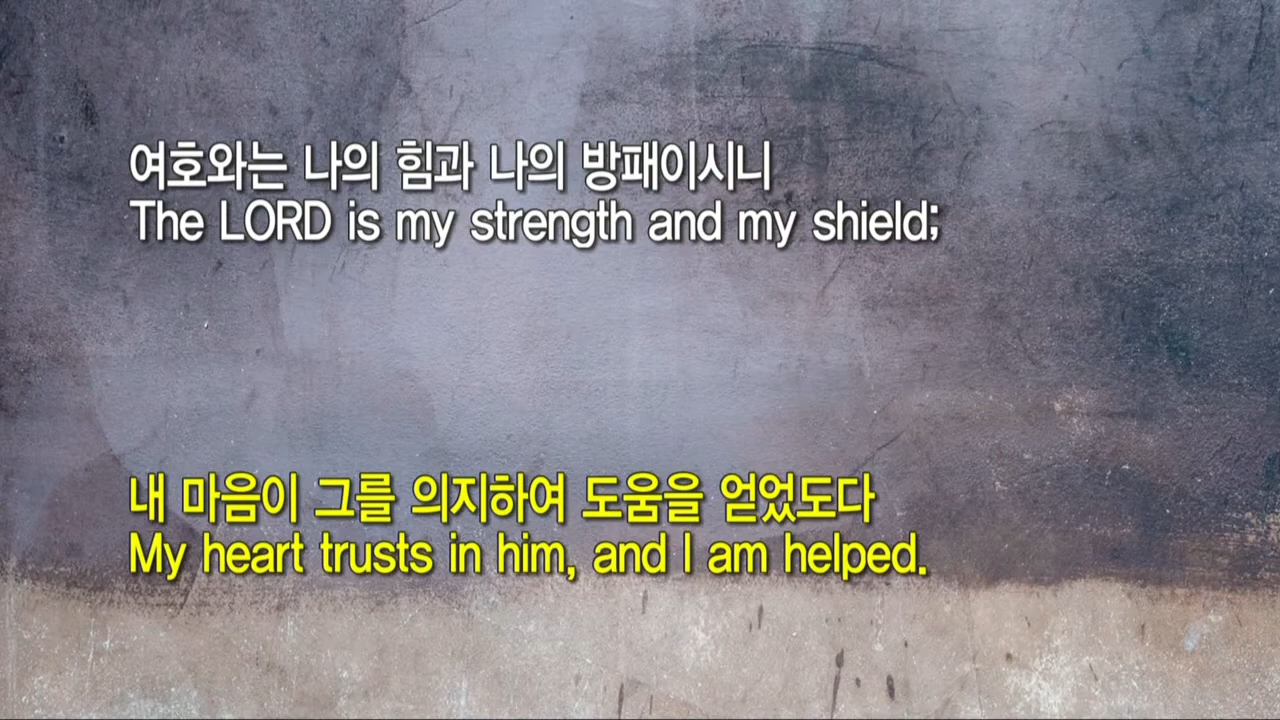 여호와는 나의 힘과 나의 방패이시니
The LORD is my strength and my shield;
내 마음이 그를 의지하여 도움을 얻었도다
My heart trusts in him, and I am helped.